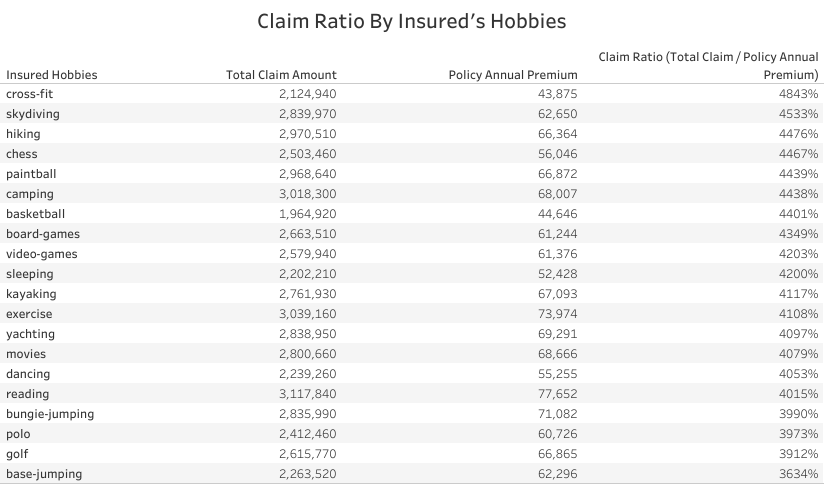 Claim Ratio By Insured's Hobbies
Claim Ratio (Total Claim / Policy Annual
Insured Hobbies Total Claim Amount Policy Annual Premium Premium)
cross-fit 2,124,940 43,875 4843%
skydiving 2,839,970 62,650 4533%
hiking 2,970,510 66,364 4476%
chess 2,503,460 56,046 4467%
paintball 2,968,640 66,872 4439%
camping 3,018,300 68,007 4438%
basketball 1,964,920 44,646 4401%
board-games 2,663,510 61,244 4349%
video-games 2,579,940 61,376 4203%
sleeping 2,202,210 52,428 4200%
kayaking 2,761,930 67,093 4117%
exercise 3,039,160 73,974 4108%
yachting 2,838,950 69,291 4097%
movies 2,800,660 68,666 4079%
dancing 2,239,260 55,255 4053%
reading 3,117,840 77,652 4015%
bungie-jumping 2,835,990 71,082 3990%
polo 2,412,460 60,726 3973%
golf 2,615,770 66,865 3912%
base-jumping 2,263,520 62,296 3634%